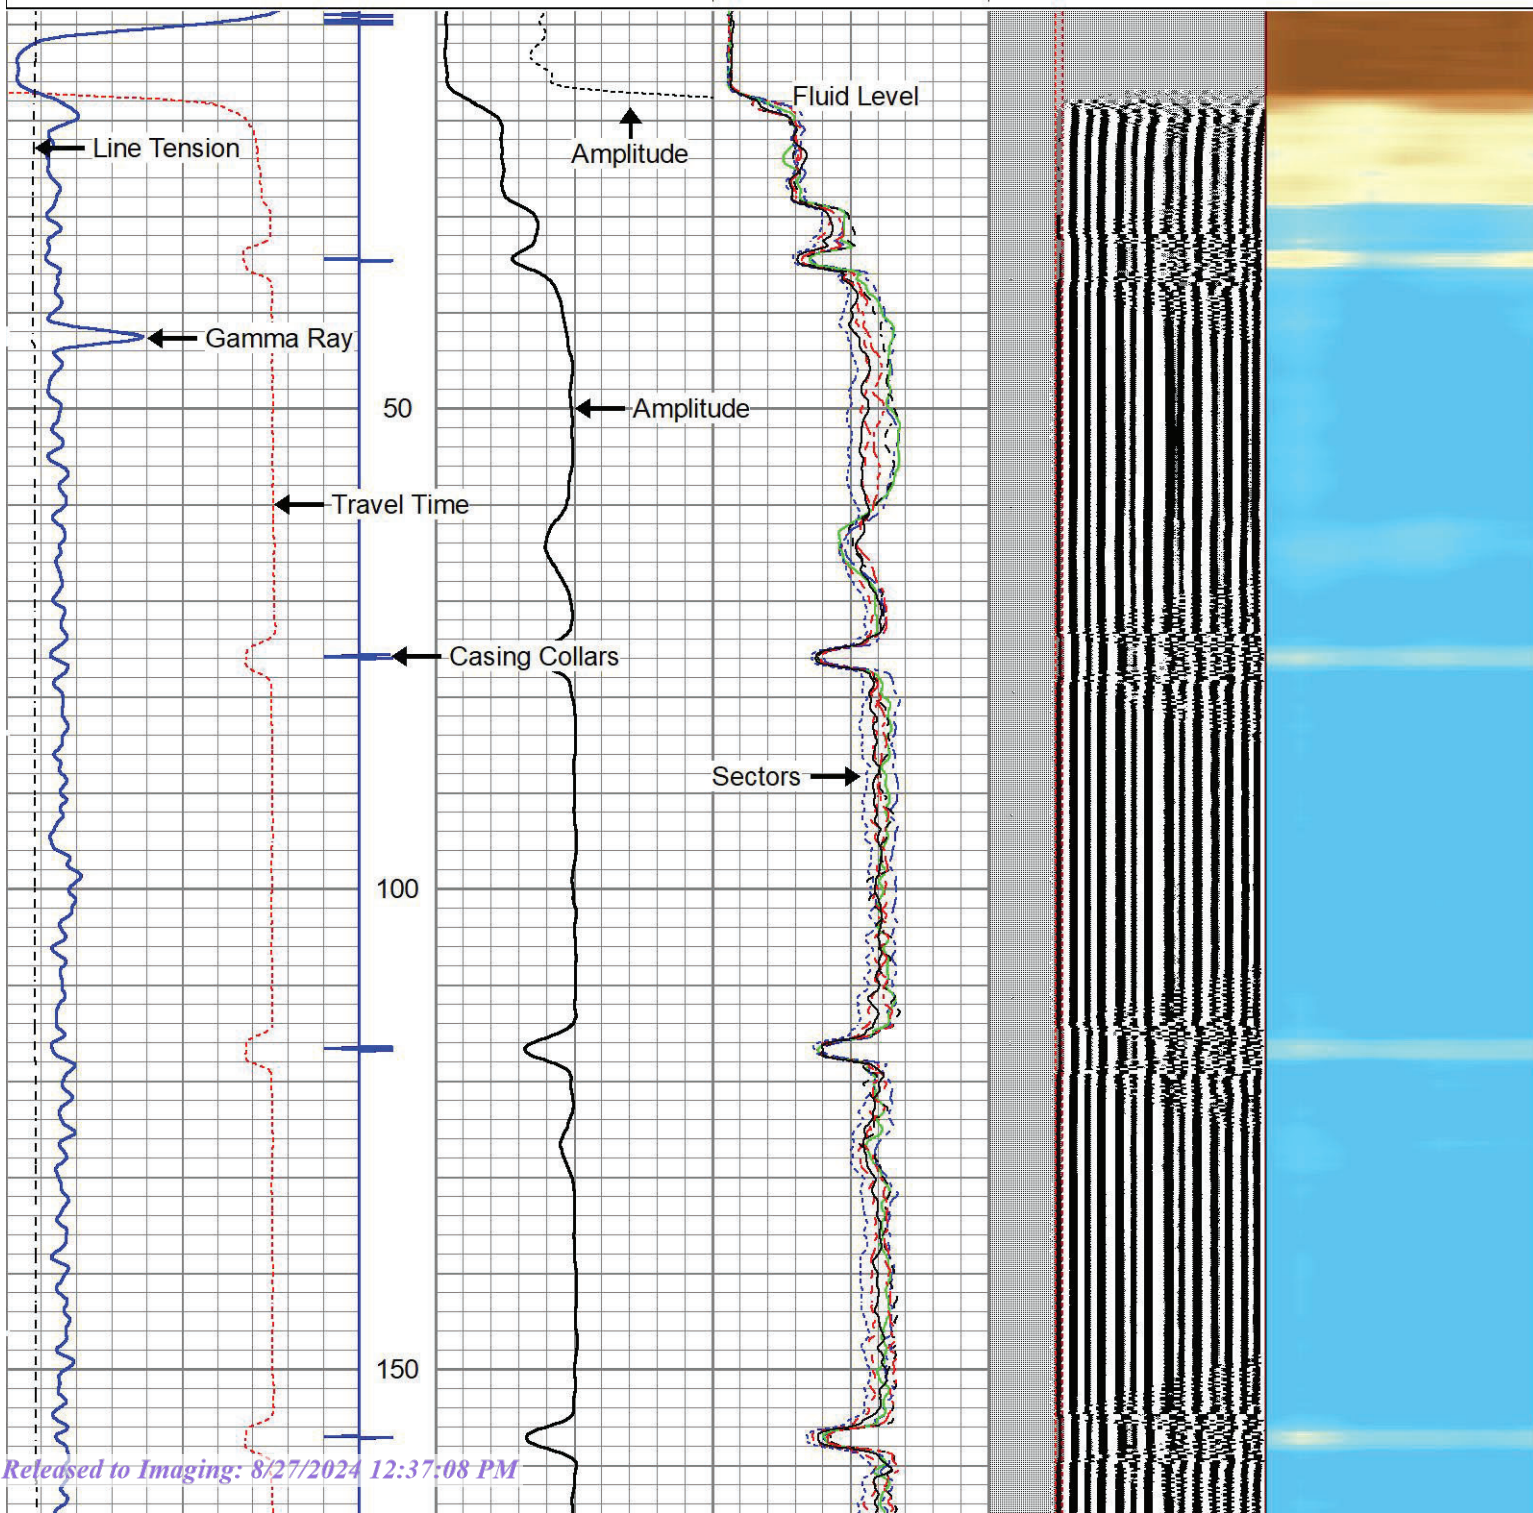 Fluid Level
Line Tension
Amplitude
Gamma Ray
50
Amplitude
Travel Time
Casing Collars
Sectors
100
150
Released to Imaging: 8/27/2024 12:37:08 PM